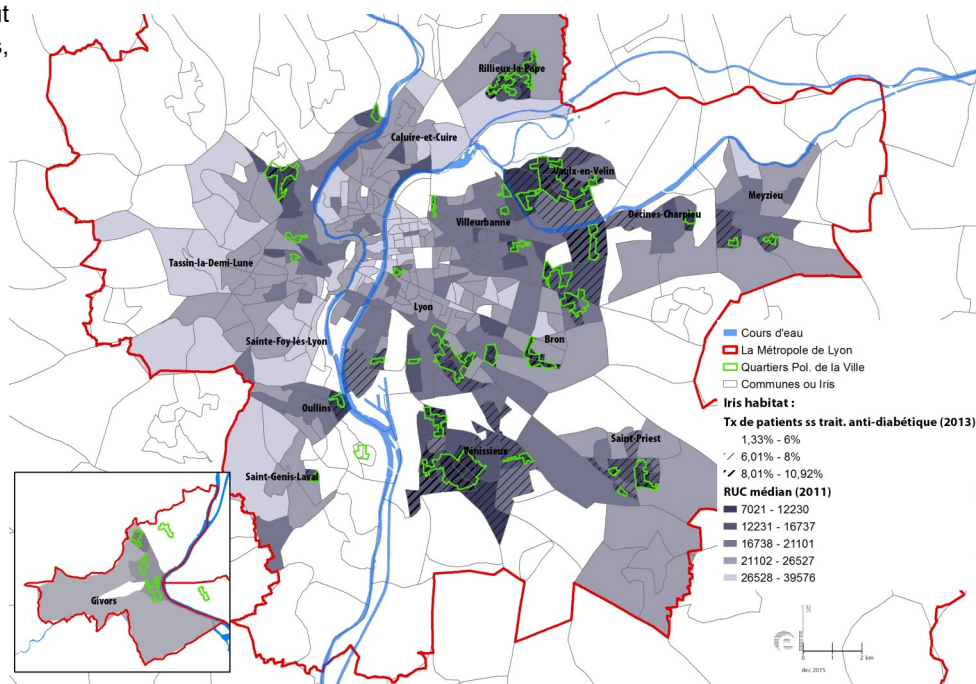 ut
s,
Rillieux-la-Pape
Caluire-et-Cuire
Vaulx-en-Velin
Meyzieu
Décines-Charpieu
Villeurbanne
Tassin-la-Demi-Lune
Lyon
Sainte-Foy-lès-Lyon
Bron
Oullins
Saint-Priest
Vénissieux
Saint-Genis-Laval
Givors
Cours d'eau
La Métropole de Lyon
Quartiers Pol. de la Ville
Communes ou Iris
Iris habitat :
Tx de patients ss trait. anti-diabétique (2013)
1,33% - 6%
6,01% - 8%
8,01% - 10,92%
RUC médian (2011)
7021 - 12230
12231 - 16737
16738 - 21101
21102 - 26527
26528 - 39576
N
0 2 km
déc 2015